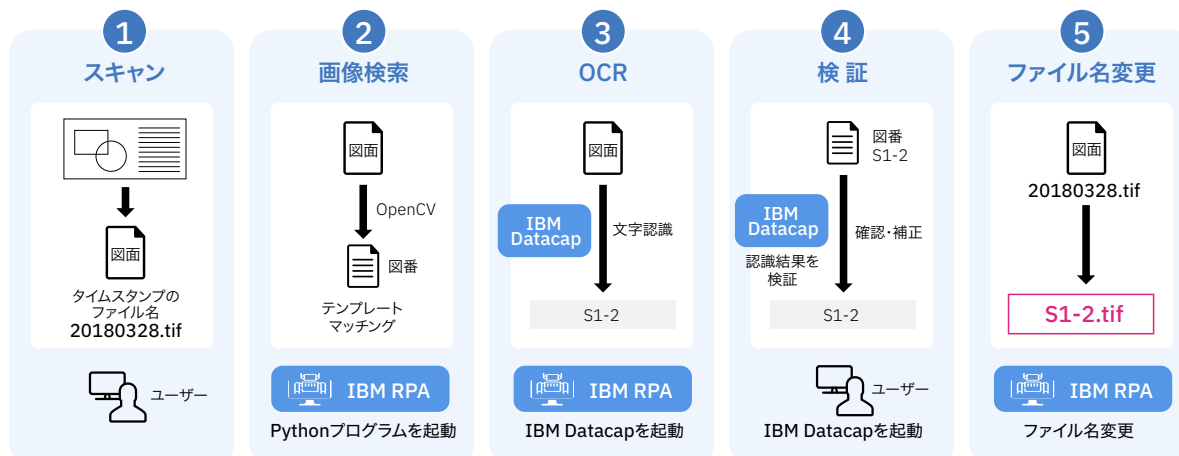 1
スキャン
図面
タイムスタンプの
ファイル名
20180328.tif
ユーザー
2
画像検索
図面
OpenCV
図番
テンプレート
マッチング
IBM RPA
Pythonプログラムを起動
3
OCR
図面
IBM
Datacap
文字認識
S1-2
IBM RPA
IBM Datacapを起動
4
検 証
図番
S1-2
IBM
Datacap
確認・補正
認識結果を
検証
S1-2
ユーザー
IBM Datacapを起動
5
ファイル名変更
図面
20180328.tif
S1-2.tif
IBM RPA
ファイル名変更